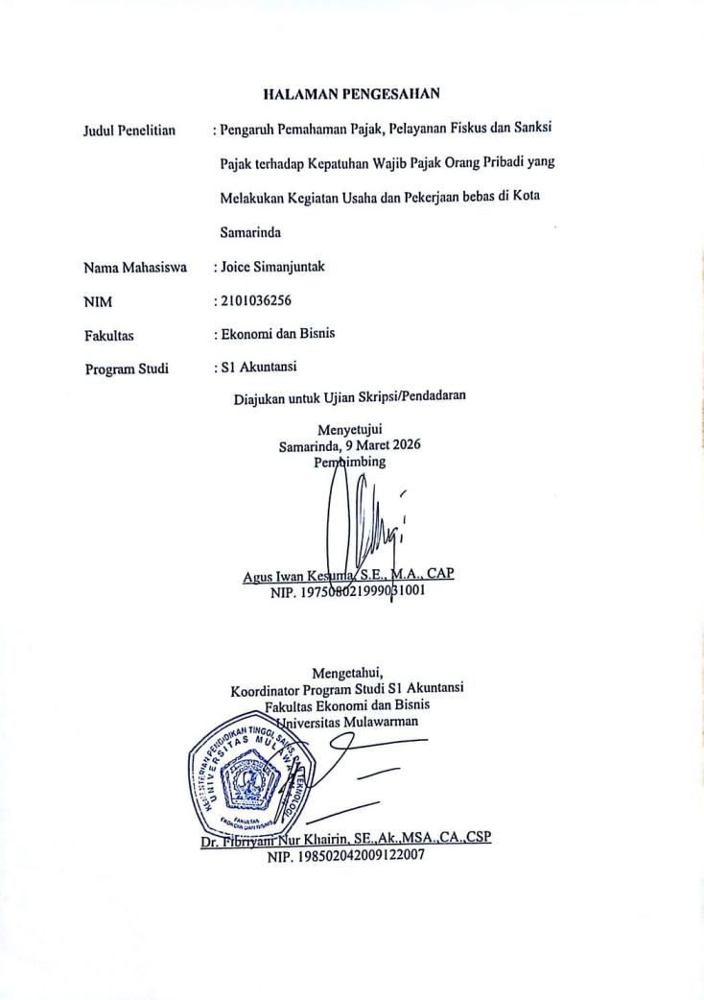 HALAMAN PENGESAHAN
Judul Penelitian : Pengaruh Pemahaman Pajak, Pelayanan Fiskus dan Sanksi
Pajak terhadap Kepatuhan Wajib Pajak Orang Pribadi yang
Melakukan Kegiatan Usaha dan Pekerjaan bebas di Kota
Samarinda
Nama Mahasiswa : Joice Simanjuntak
NIM : 2101036256
Fakultas : Ekonomi dan Bisnis
Program Studi : S1 Akuntansi
Diajukan untuk Ujian Skripsi/Pendadaran
Menyetujui
Samarinda, 9 Maret 2026
Pembimbing
Agus Iwan Kesuma, S.E., M.A., CAP
NIP. 197508021999031001
Mengetahui,
Koordinator Program Studi S1 Akuntansi
Fakultas Ekonomi dan Bisnis
Universitas Mulawarman
KEMENTERIAN PENDIDIKAN TINGGI, SAINS, DAN TEKNOLOGI
UNIVERSITAS MULAWARMAN
FAKULTAS
EKONOMI DAN BISNIS
Dr. Fibriyani Nur Khairin, SE.,Ak.,MSA.,CA.,CSP
NIP. 198502042009122007